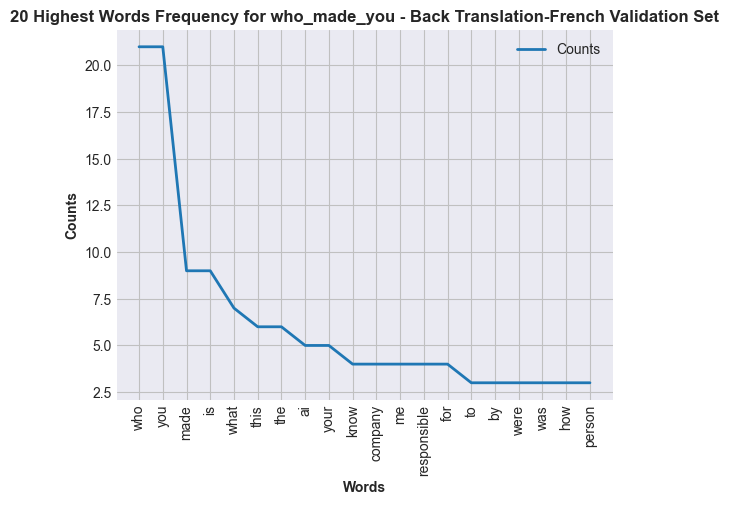 20 Highest Words Frequency for who_made_you - Back Translation-French Validation Set
Counts
20.0
17.5
15.0
12.5
10.0
7.5
5.0
2.5
Counts
who
you
made
is
what
this
the
ai
your
know
company
me
responsible
for
to
by
were
was
how
person
Words